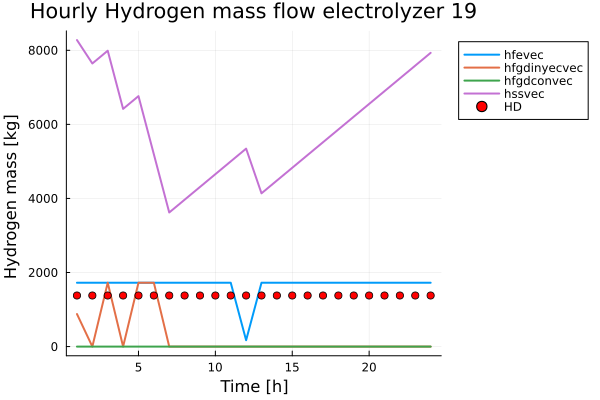 Hourly Hydrogen mass flow electrolyzer 19
Hydrogen mass [kg]
8000
6000
4000
2000
0
5
10
15
20
Time [h]
hfevec
hfgdinyecvec
hfgdconvec
hssvec
HD